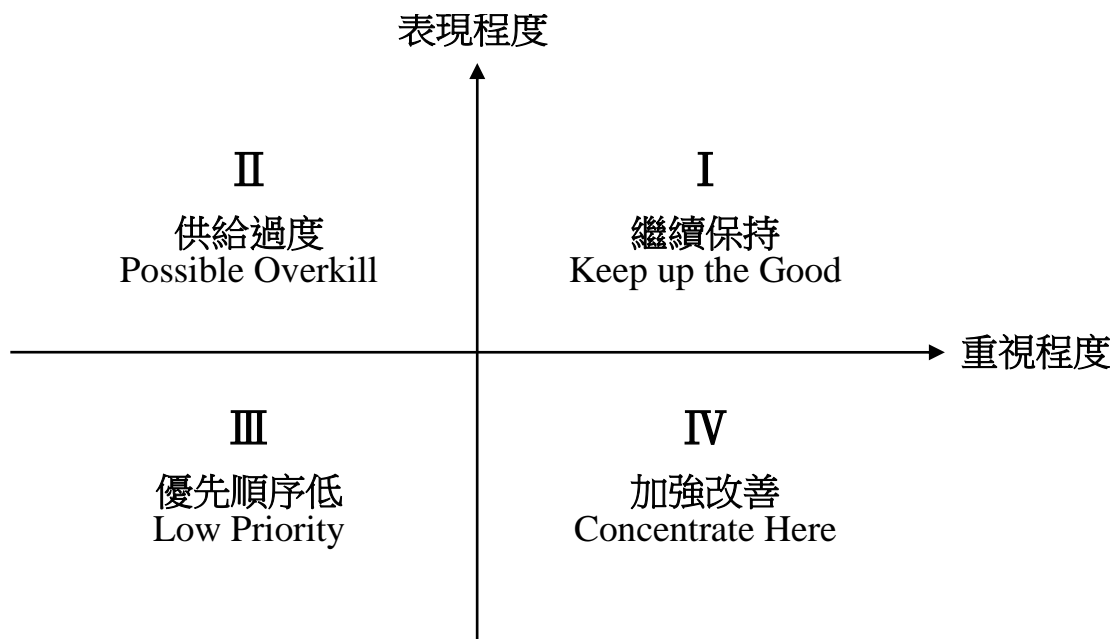 表現程度
Ⅱ
供給過度
Possible Overkill
Ⅰ
繼續保持
Keep up the Good
重視程度
Ⅲ
優先順序低
Low Priority
Ⅳ
加強改善
Concentrate Here